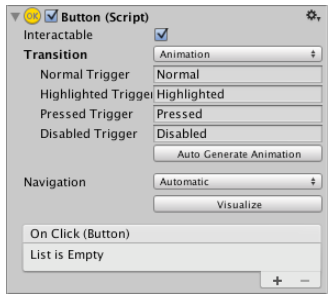 OK Button (Script)
Interactable
Transition Animation
Normal Trigger Normal
Highlighted Trigger Highlighted
Pressed Trigger Pressed
Disabled Trigger Disabled
Auto Generate Animation
Navigation Automatic
Visualize
On Click (Button)
List is Empty
+ −